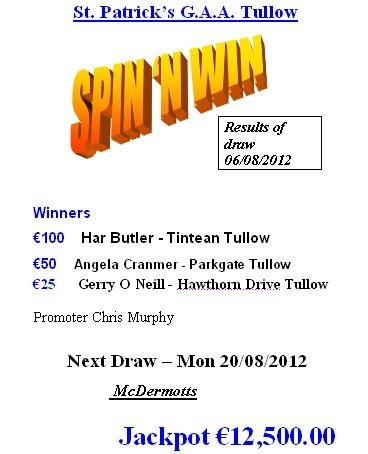 St. Patrick's G.A.A. Tullow
SPIN 'N WIN
Results of
draw
06/08/2012
Winners
€100 Har Butler - Tintean Tullow
€50 Angela Cranmer - Parkgate Tullow
€25 Gerry O Neill - Hawthorn Drive Tullow
Promoter Chris Murphy
Next Draw – Mon 20/08/2012
McDermotts
Jackpot €12,500.00